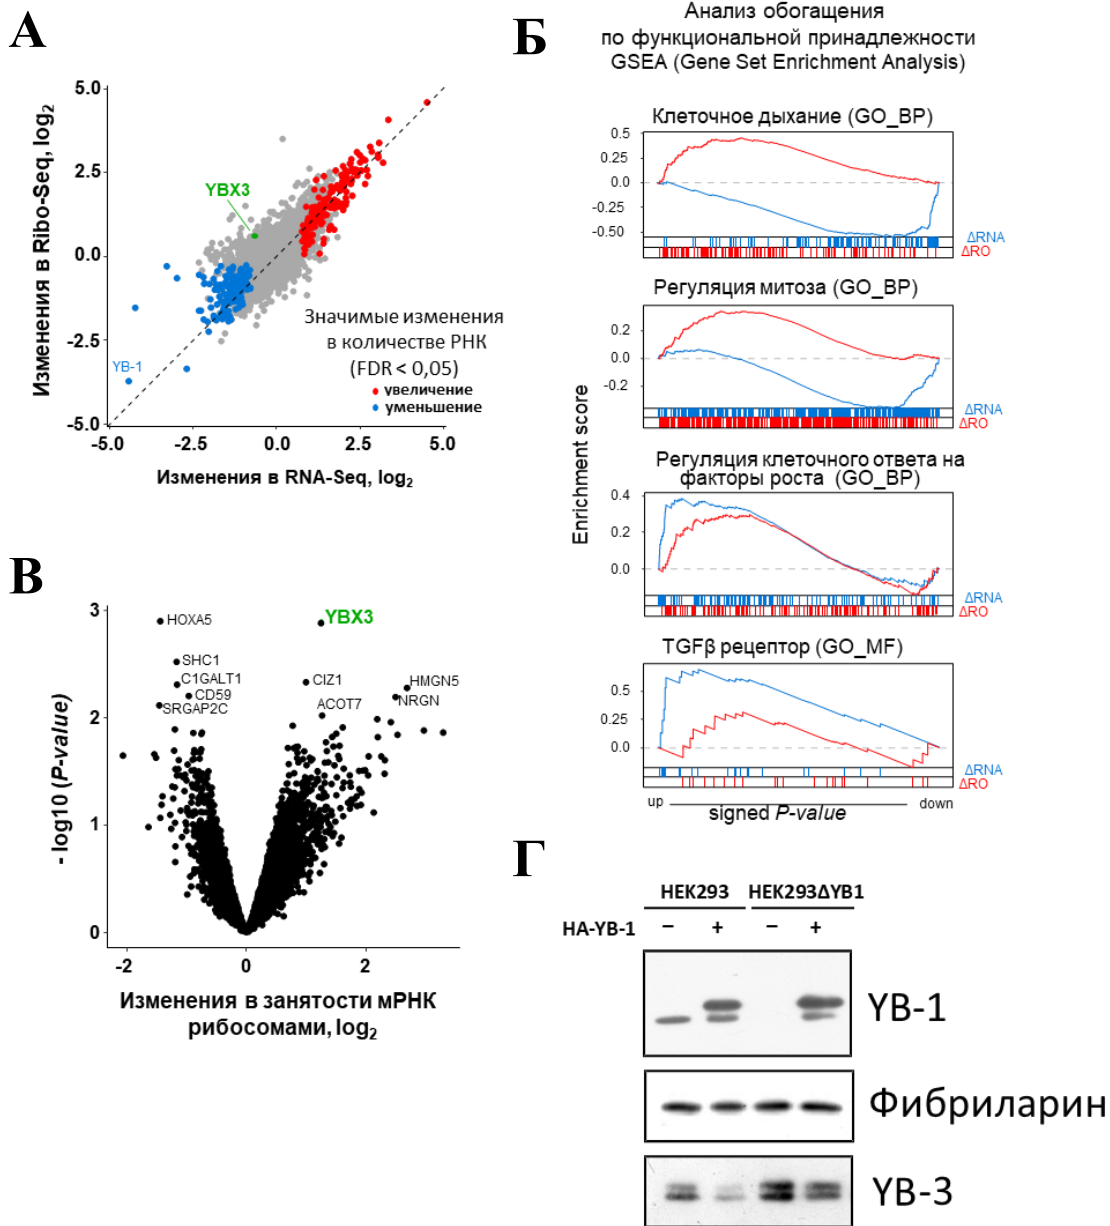 А
5.0
2.5
0.0
-2.5
-5.0
Изменения в Ribo-Seq, log2
YBX3
YB-1
Значимые изменения
в количестве РНК
(FDR < 0,05)
увеличение
уменьшение
-5.0
-2.5
0.0
2.5
5.0
Изменения в RNA-Seq, log2
Б
Анализ обогащения
по функциональной принадлежности
GSEA (Gene Set Enrichment Analysis)
Enrichment score
Клеточное дыхание (GO_BP)
0.5
0.25
0.0
-0.25
-0.50
ΔRNA
ΔRO
Регуляция митоза (GO_BP)
0.2
0.0
-0.2
ΔRNA
ΔRO
Регуляция клеточного ответа на
факторы роста (GO_BP)
0.4
0.2
0.0
ΔRNA
ΔRO
TGFβ рецептор (GO_MF)
0.5
0.0
ΔRNA
ΔRO
up
down
signed P-value
В
3
2
1
0
- log10 (P-value)
HOXA5
YBX3
SHC1
C1GALT1
CD59
SRGAP2C
CIZ1
HMGN5
NRGN
ACOT7
-2
0
2
Изменения в занятости мРНК
рибосомами, log2
Г
HEK293
HEK293ΔYB1
HA-YB-1
–
+
–
+
YB-1
Фибриларин
YB-3